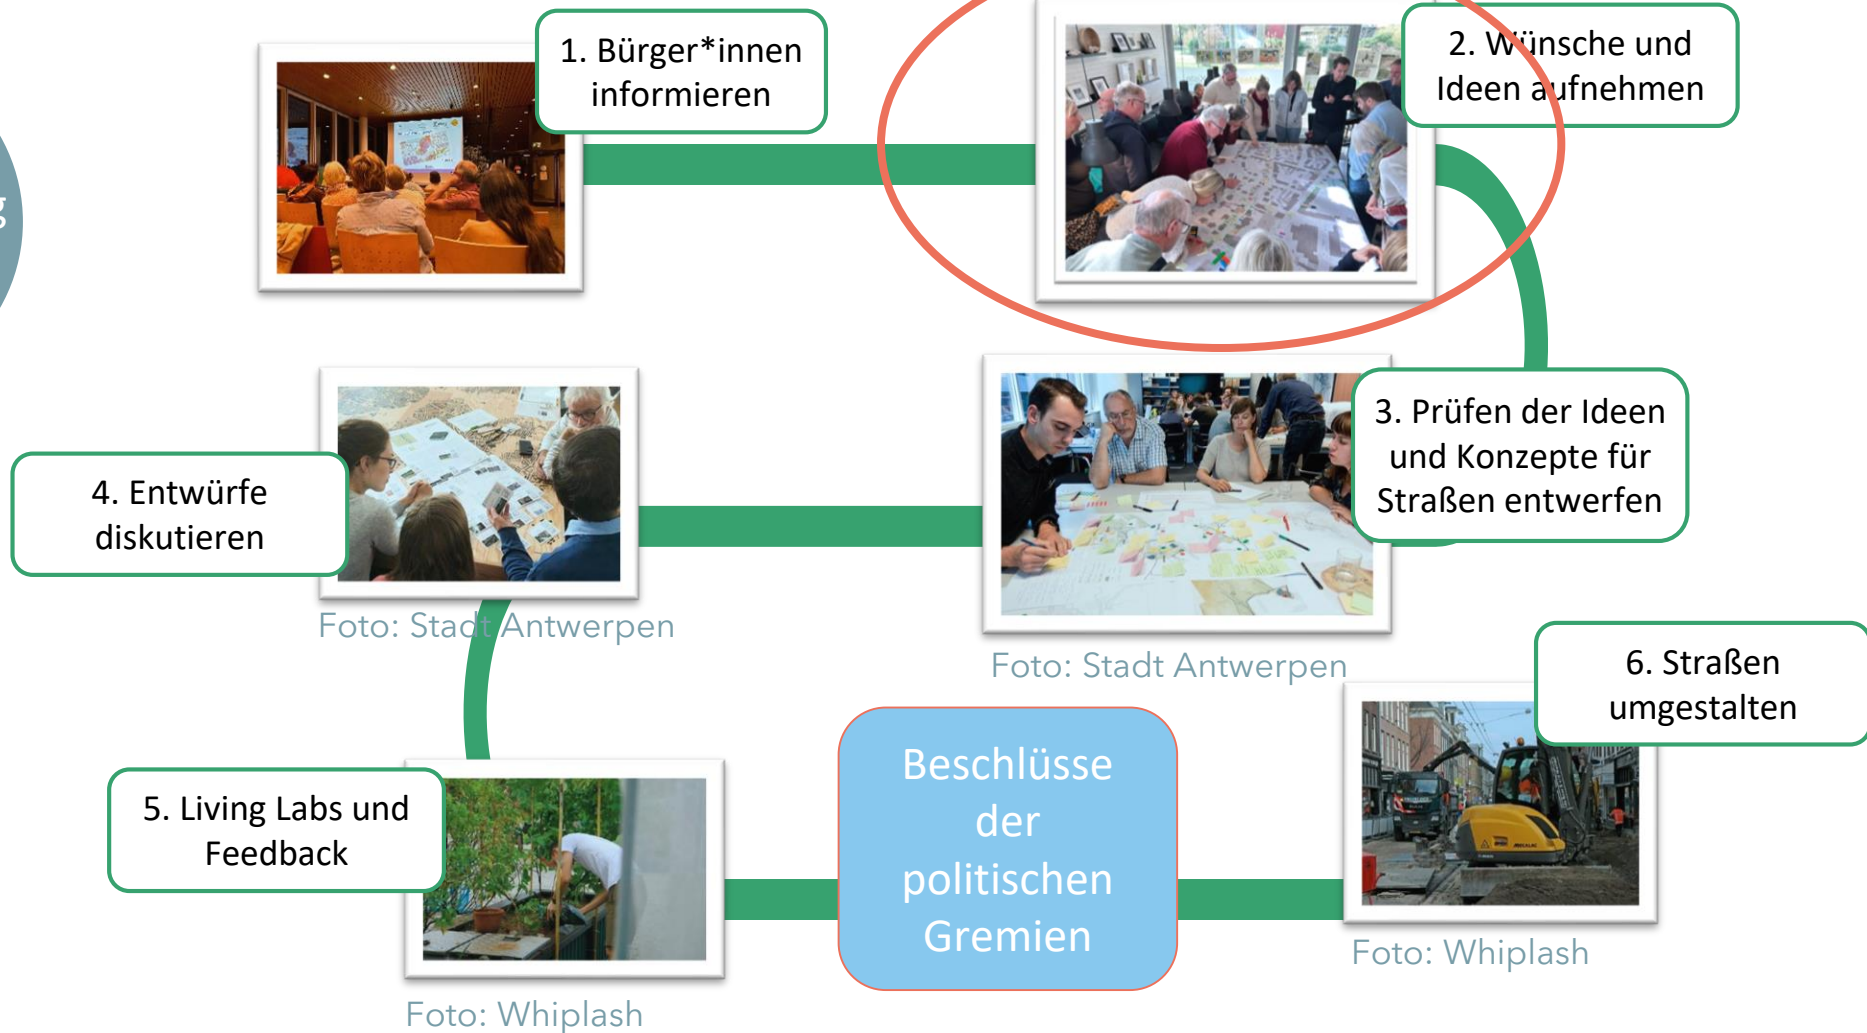 1. Bürger*innen
informieren
2. Wünsche und
Ideen aufnehmen
g
3. Prüfen der Ideen
und Konzepte für
Straßen entwerfen
4. Entwürfe
diskutieren
Foto: Stadt Antwerpen
Foto: Stadt Antwerpen
5. Living Labs und
Feedback
Foto: Whiplash
Beschlüsse
der
politischen
Gremien
6. Straßen
umgestalten
Foto: Whiplash